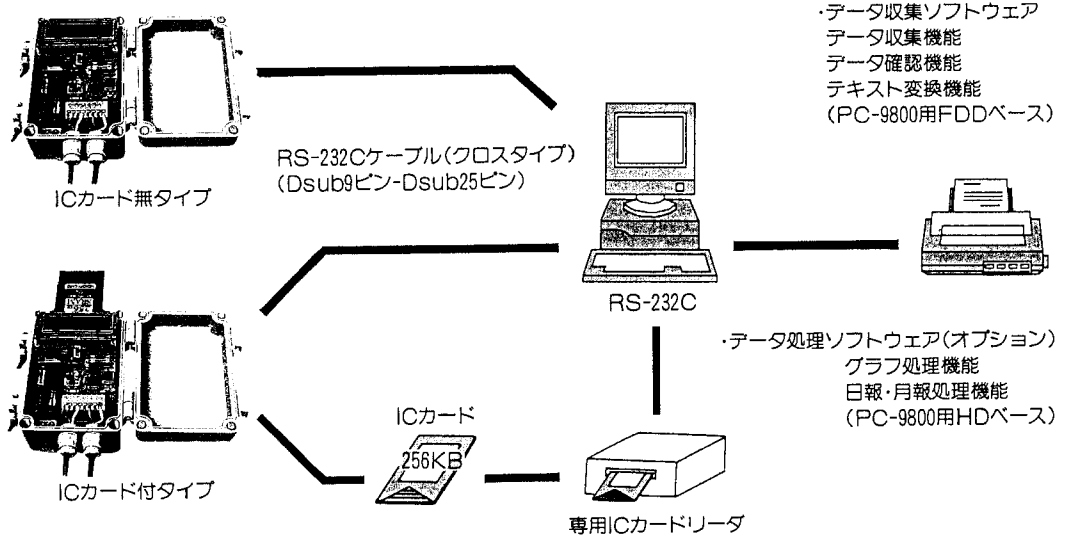 ・データ収集ソフトウェア
データ収集機能
データ確認機能
テキスト変換機能
(PC-9800用FDDベース)
RS-232Cケーブル(クロスタイプ)
(Dsub9ピン-Dsub25ピン)
ICカード無タイプ
RS-232C
・データ処理ソフトウェア(オプション)
グラフ処理機能
日報・月報処理機能
(PC-9800用HDベース)
ICカード
256KB
ICカード付タイプ
専用ICカードリーダ